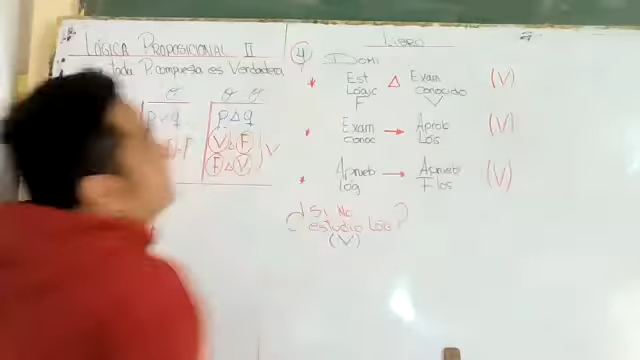 LÓGICA PROPOSICIONAL II
toda P. compuesta es Verdadera
p v q
p Δ q
V Δ F
F Δ V
V
4
DOMI
LIBRO
Est Δ Exam (V)
Lógic conocido
F V
Exam → Aprob (V)
conoc Lóg
Aprueb → Aprueb (V)
lóg Flos
¿Si No
estudio Lóg?
(V)